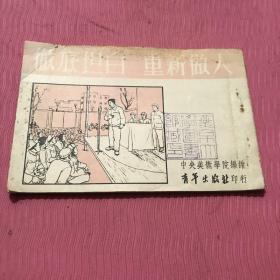 徹底坦白 重新做人
中央美術學院編繪
青年出版社印行